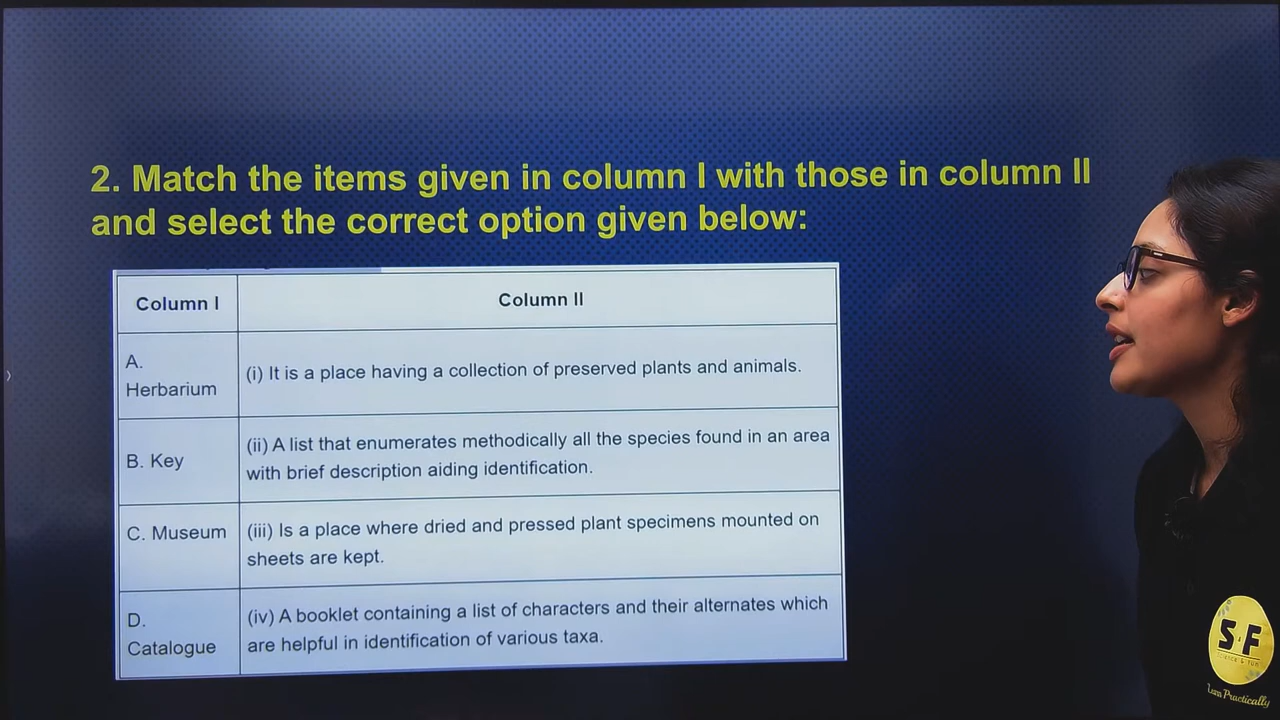 2. Match the items given in column I with those in column II
and select the correct option given below:
Column I
Column II
A.
Herbarium
(i) It is a place having a collection of preserved plants and animals.
B. Key
(ii) A list that enumerates methodically all the species found in an area
with brief description aiding identification.
C. Museum
(iii) Is a place where dried and pressed plant specimens mounted on
sheets are kept.
D.
Catalogue
(iv) A booklet containing a list of characters and their alternates which
are helpful in identification of various taxa.
S F
Learn Practically